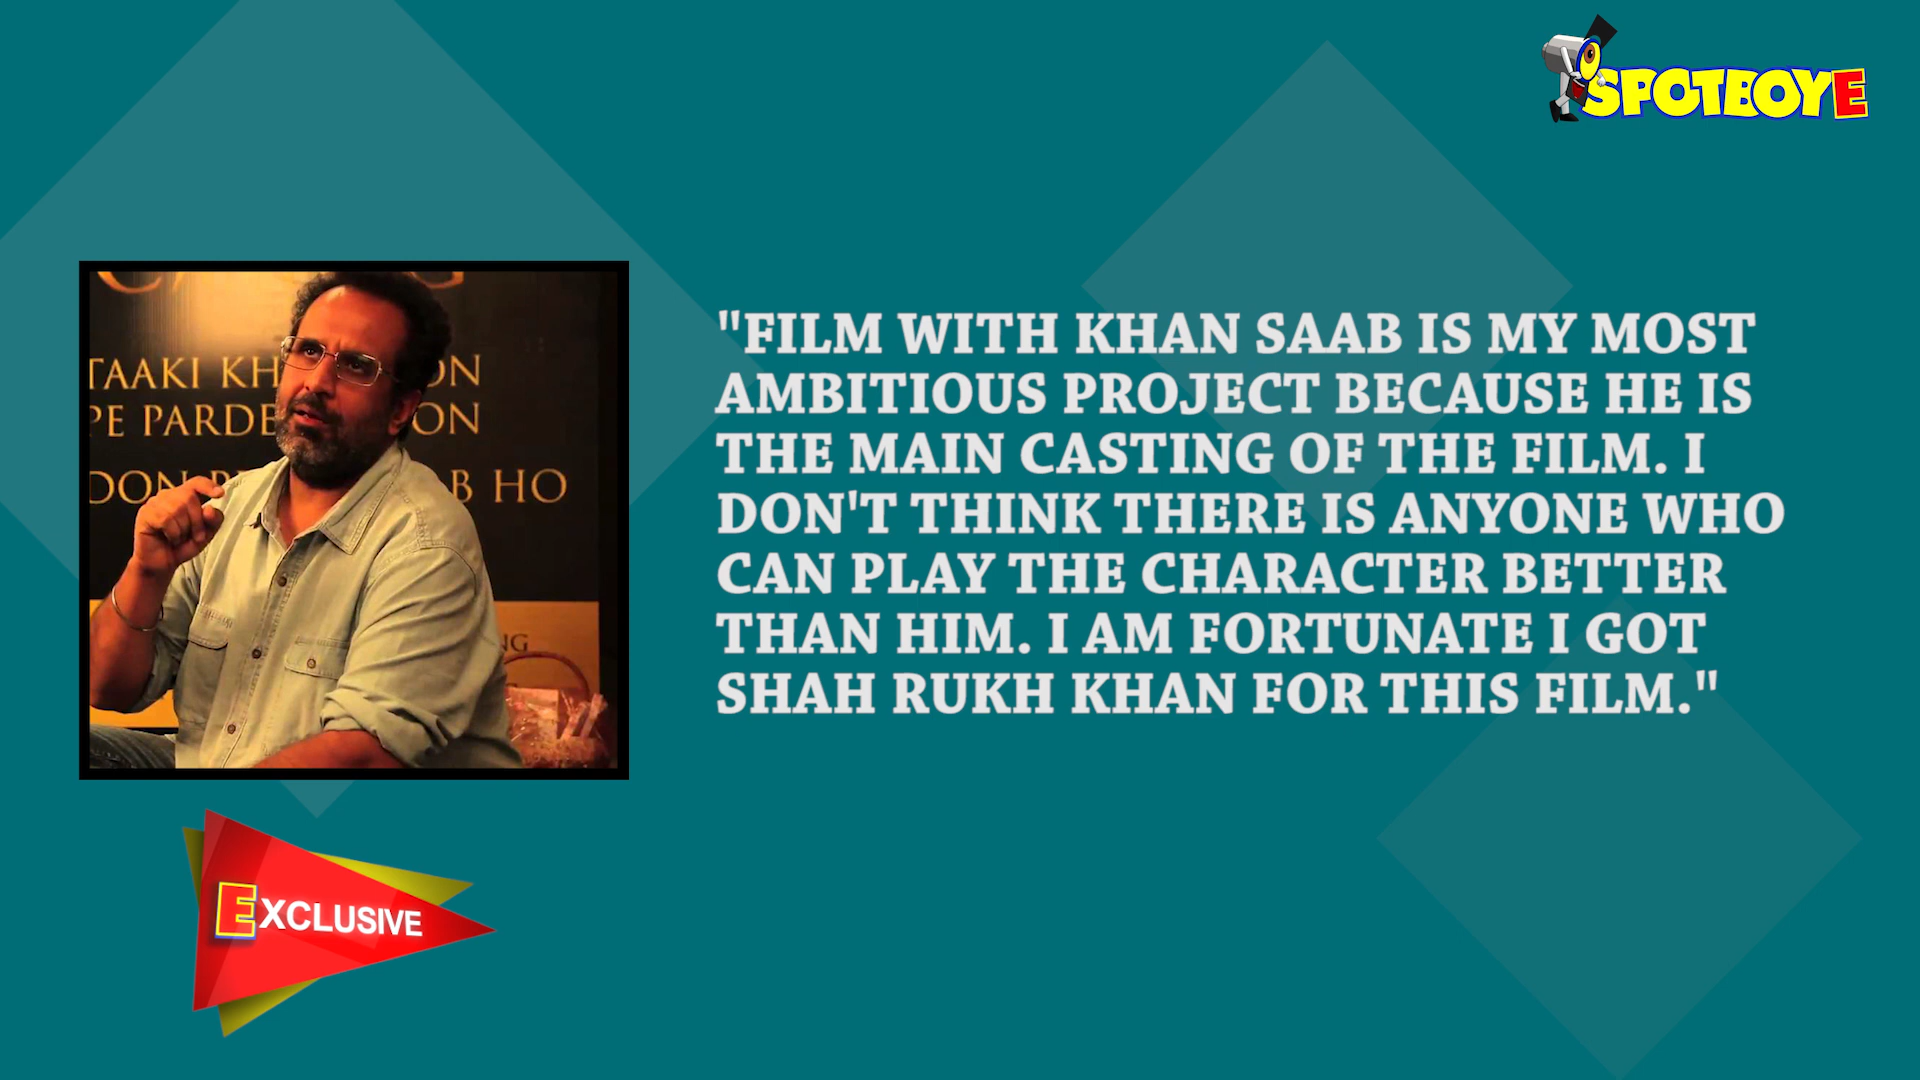 SPOTBOYE
TAAKI KH ON
PE PARDE ON
DON B HO
NG
"FILM WITH KHAN SAAB IS MY MOST
AMBITIOUS PROJECT BECAUSE HE IS
THE MAIN CASTING OF THE FILM. I
DON'T THINK THERE IS ANYONE WHO
CAN PLAY THE CHARACTER BETTER
THAN HIM. I AM FORTUNATE I GOT
SHAH RUKH KHAN FOR THIS FILM."
EXCLUSIVE